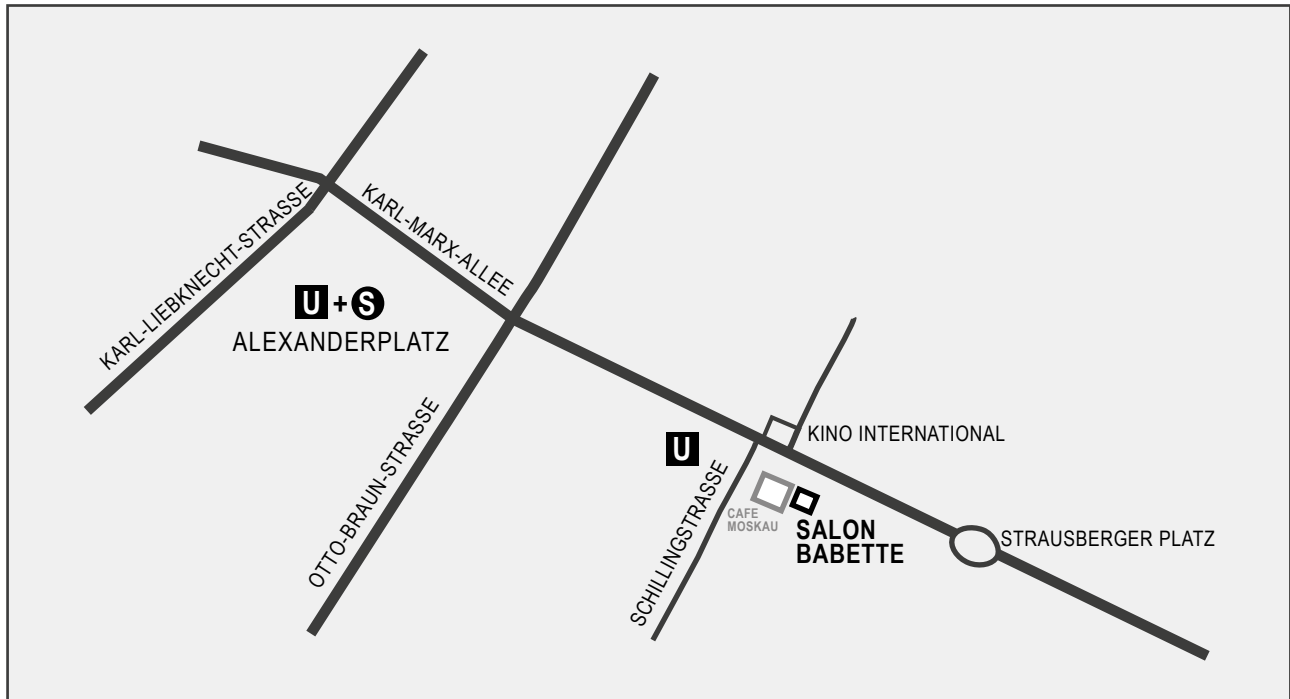 KARL-LIEBKNECHT-STRASSE
KARL-MARX-ALLEE
U + S
ALEXANDERPLATZ
OTTO-BRAUN-STRASSE
U
SCHILLINGSTRASSE
KINO INTERNATIONAL
CAFE
MOSKAU
SALON
BABETTE
STRAUSBERGER PLATZ